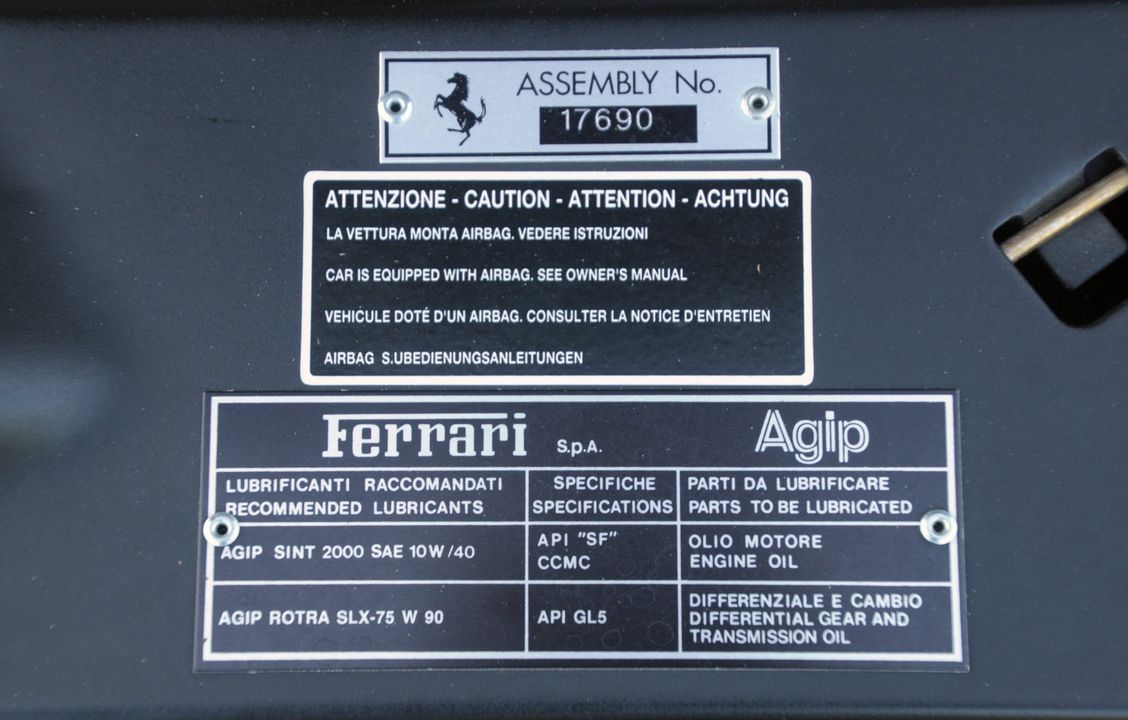 ASSEMBLY No.
17690
ATTENZIONE - CAUTION - ATTENTION - ACHTUNG
LA VETTURA MONTA AIRBAG. VEDERE ISTRUZIONI
CAR IS EQUIPPED WITH AIRBAG. SEE OWNER'S MANUAL
VEHICULE DOTÉ D'UN AIRBAG. CONSULTER LA NOTICE D'ENTRETIEN
AIRBAG S.UBEDIENUNGSANLEITUNGEN
Ferrari S.p.A. Agip
LUBRIFICANTI RACCOMANDATI SPECIFICHE PARTI DA LUBRIFICARE
RECOMMENDED LUBRICANTS SPECIFICATIONS PARTS TO BE LUBRICATED
AGIP SINT 2000 SAE 10W/40
API "SF"
CCMC
OLIO MOTORE
ENGINE OIL
AGIP ROTRA SLX-75 W 90
API GL5
DIFFERENZIALE E CAMBIO
DIFFERENTIAL GEAR AND
TRANSMISSION OIL